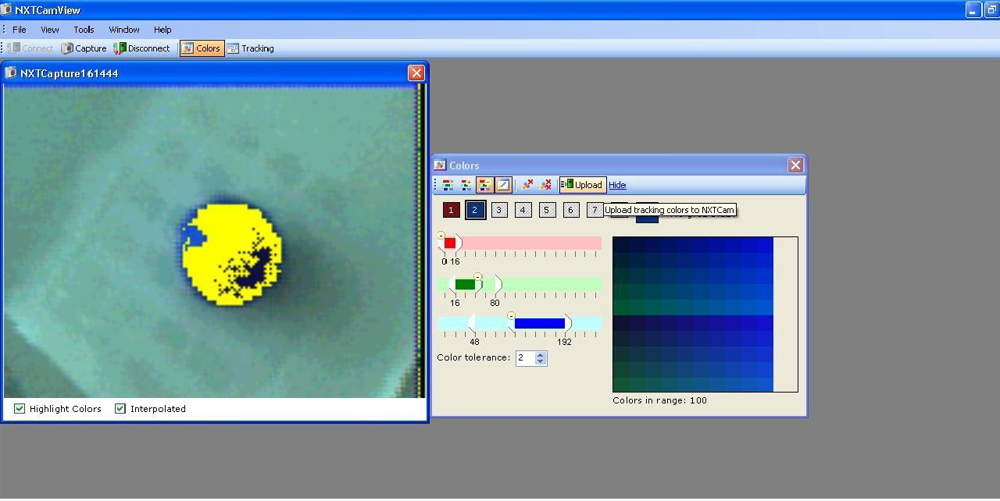 NXTCamView
File View Tools Window Help
Connect Capture Disconnect Colors Tracking
NXTCapture161444
Colors
Upload Hide
1 2 3 4 5 6 7
Upload tracking colors to NXTCam
0 16
16 80
48 192
Color tolerance: 2
Colors in range: 100
Highlight Colors Interpolated